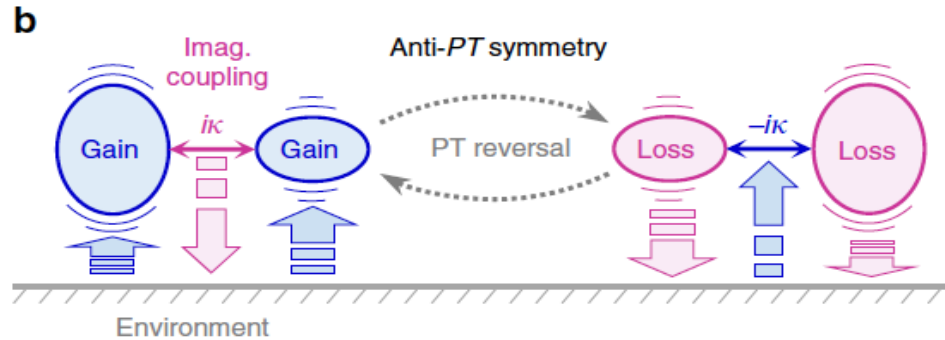 b
Imag.
coupling
Anti-PT symmetry
Gain
iκ
Gain
PT reversal
Loss
–iκ
Loss
Environment